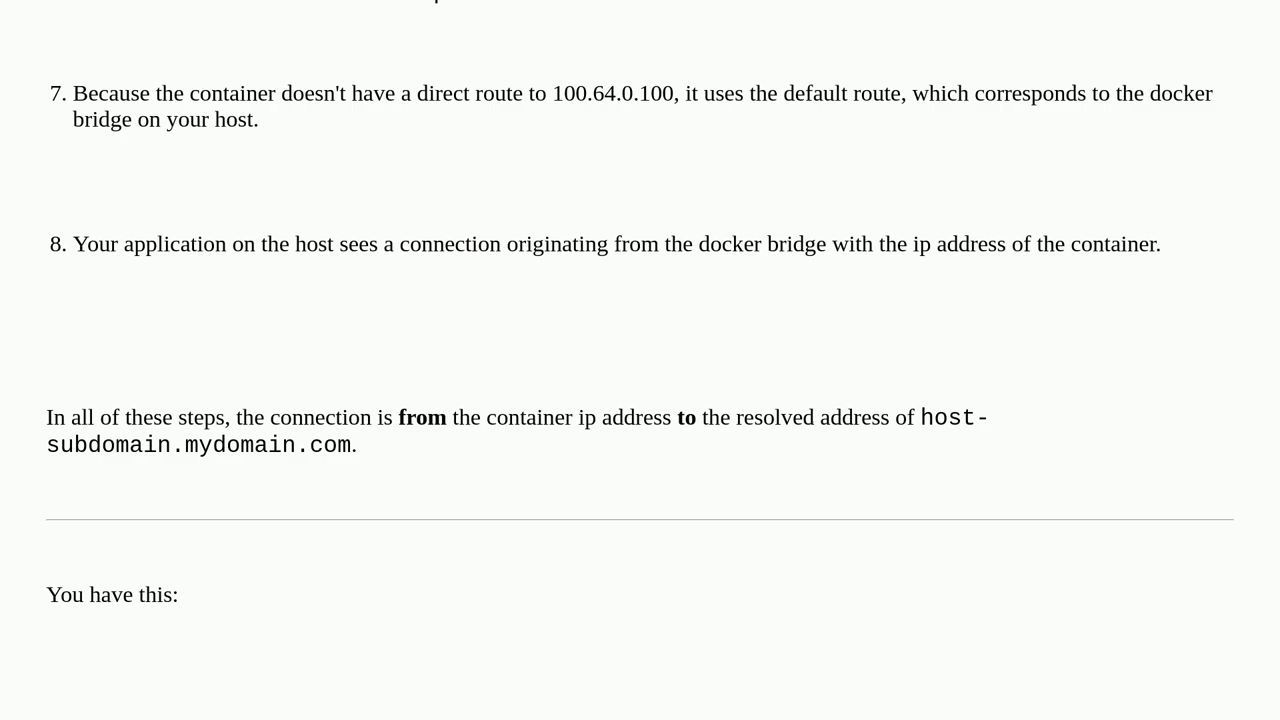 7. Because the container doesn't have a direct route to 100.64.0.100, it uses the default route, which corresponds to the docker
bridge on your host.
8. Your application on the host sees a connection originating from the docker bridge with the ip address of the container.
In all of these steps, the connection is from the container ip address to the resolved address of host-
subdomain.mydomain.com.
You have this: